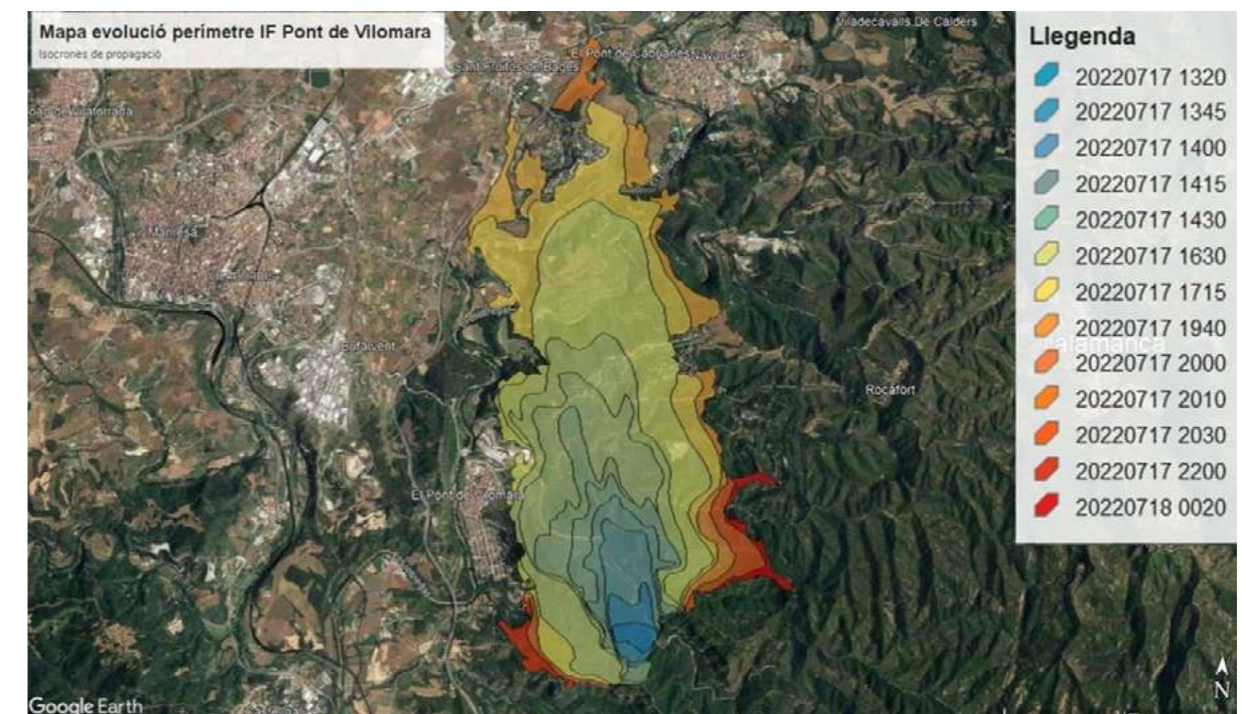 Mapa evolució perímetre IF Pont de Vilomara
Isocrones de propagació
Viladecavalls De Calders
El Pont de Cabrianes
Navarcles
Sant Fruitós de Bages
Manresa
Bufalvent
Rocafort
El Pont de Vilomara
Llegenda
20220717 1320
20220717 1345
20220717 1400
20220717 1415
20220717 1430
20220717 1630
20220717 1715
20220717 1940
20220717 2000
20220717 2010
20220717 2030
20220717 2200
20220718 0020
N
Google Earth